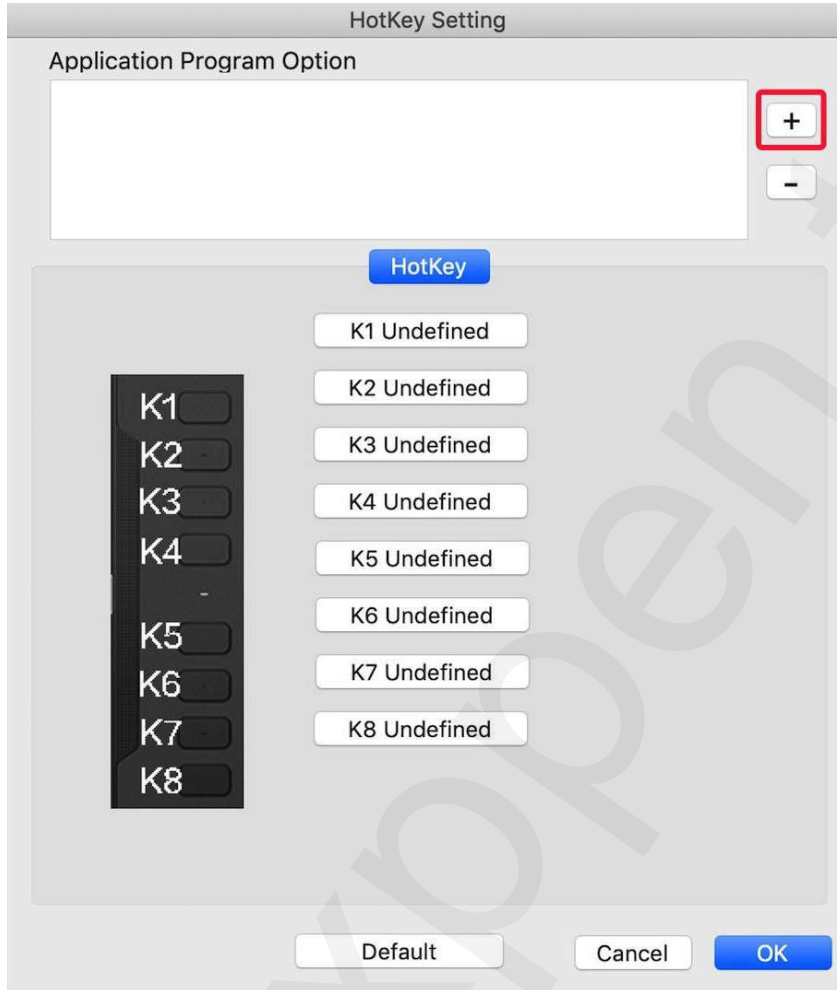 HotKey Setting
Application Program Option
+
-
HotKey
K1 Undefined
K2 Undefined
K3 Undefined
K4 Undefined
K5 Undefined
K6 Undefined
K7 Undefined
K8 Undefined
K1
K2
K3
K4
K5
K6
K7
K8
Default
Cancel
OK
xppen